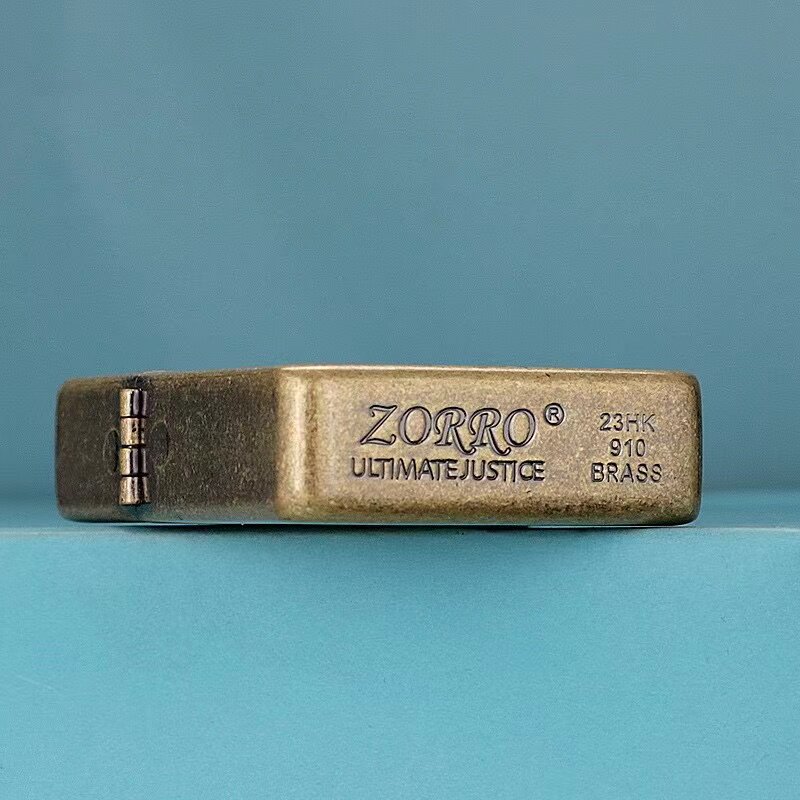 ZORRO®
ULTIMATEJUSTICE
23HK
910
BRASS